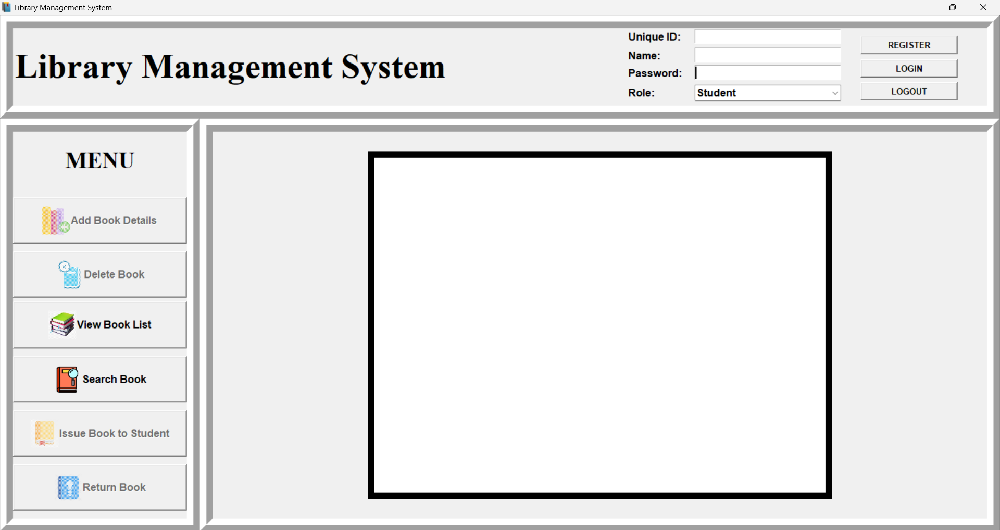 Library Management System
Library Management System
Unique ID:
Name:
Password:
Role:
Student
REGISTER
LOGIN
LOGOUT
MENU
Add Book Details
Delete Book
View Book List
Search Book
Issue Book to Student
Return Book